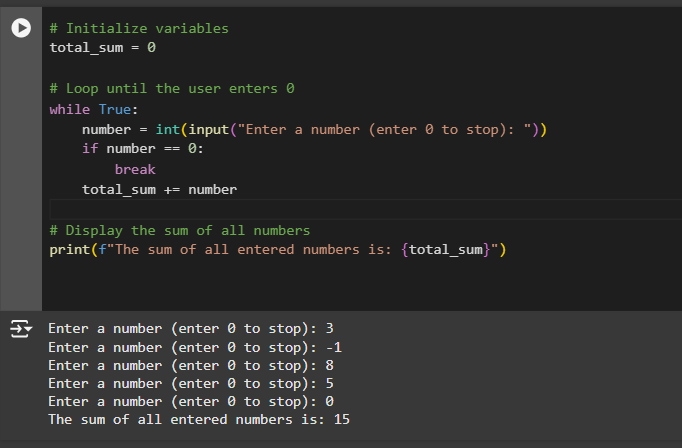 # Initialize variables
total_sum = 0
# Loop until the user enters 0
while True:
    number = int(input("Enter a number (enter 0 to stop): "))
    if number == 0:
        break
    total_sum += number
# Display the sum of all numbers
print(f"The sum of all entered numbers is: {total_sum}")
Enter a number (enter 0 to stop): 3
Enter a number (enter 0 to stop): -1
Enter a number (enter 0 to stop): 8
Enter a number (enter 0 to stop): 5
Enter a number (enter 0 to stop): 0
The sum of all entered numbers is: 15